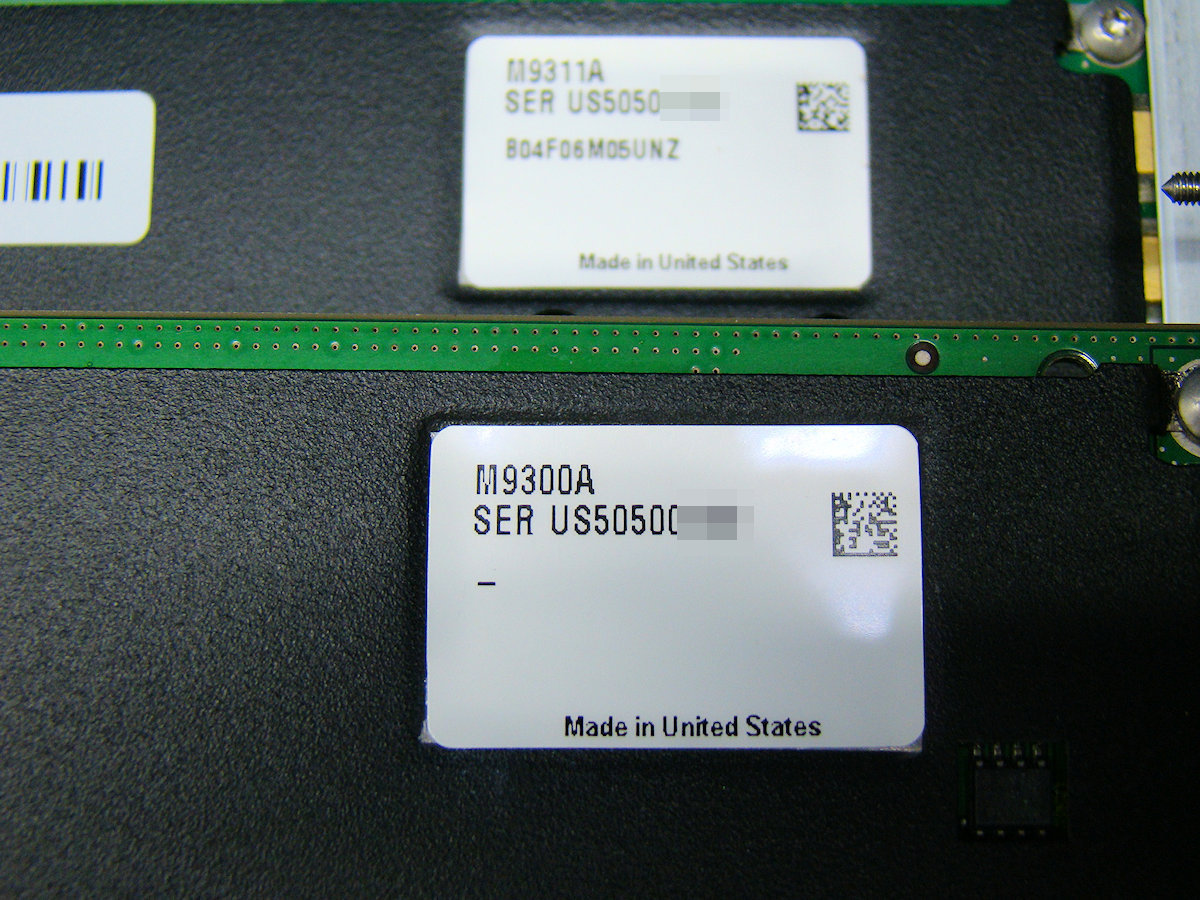 M9311A
SER US5050
B04F06M05UNZ
Made in United States
M9300A
SER US50500
–
Made in United States